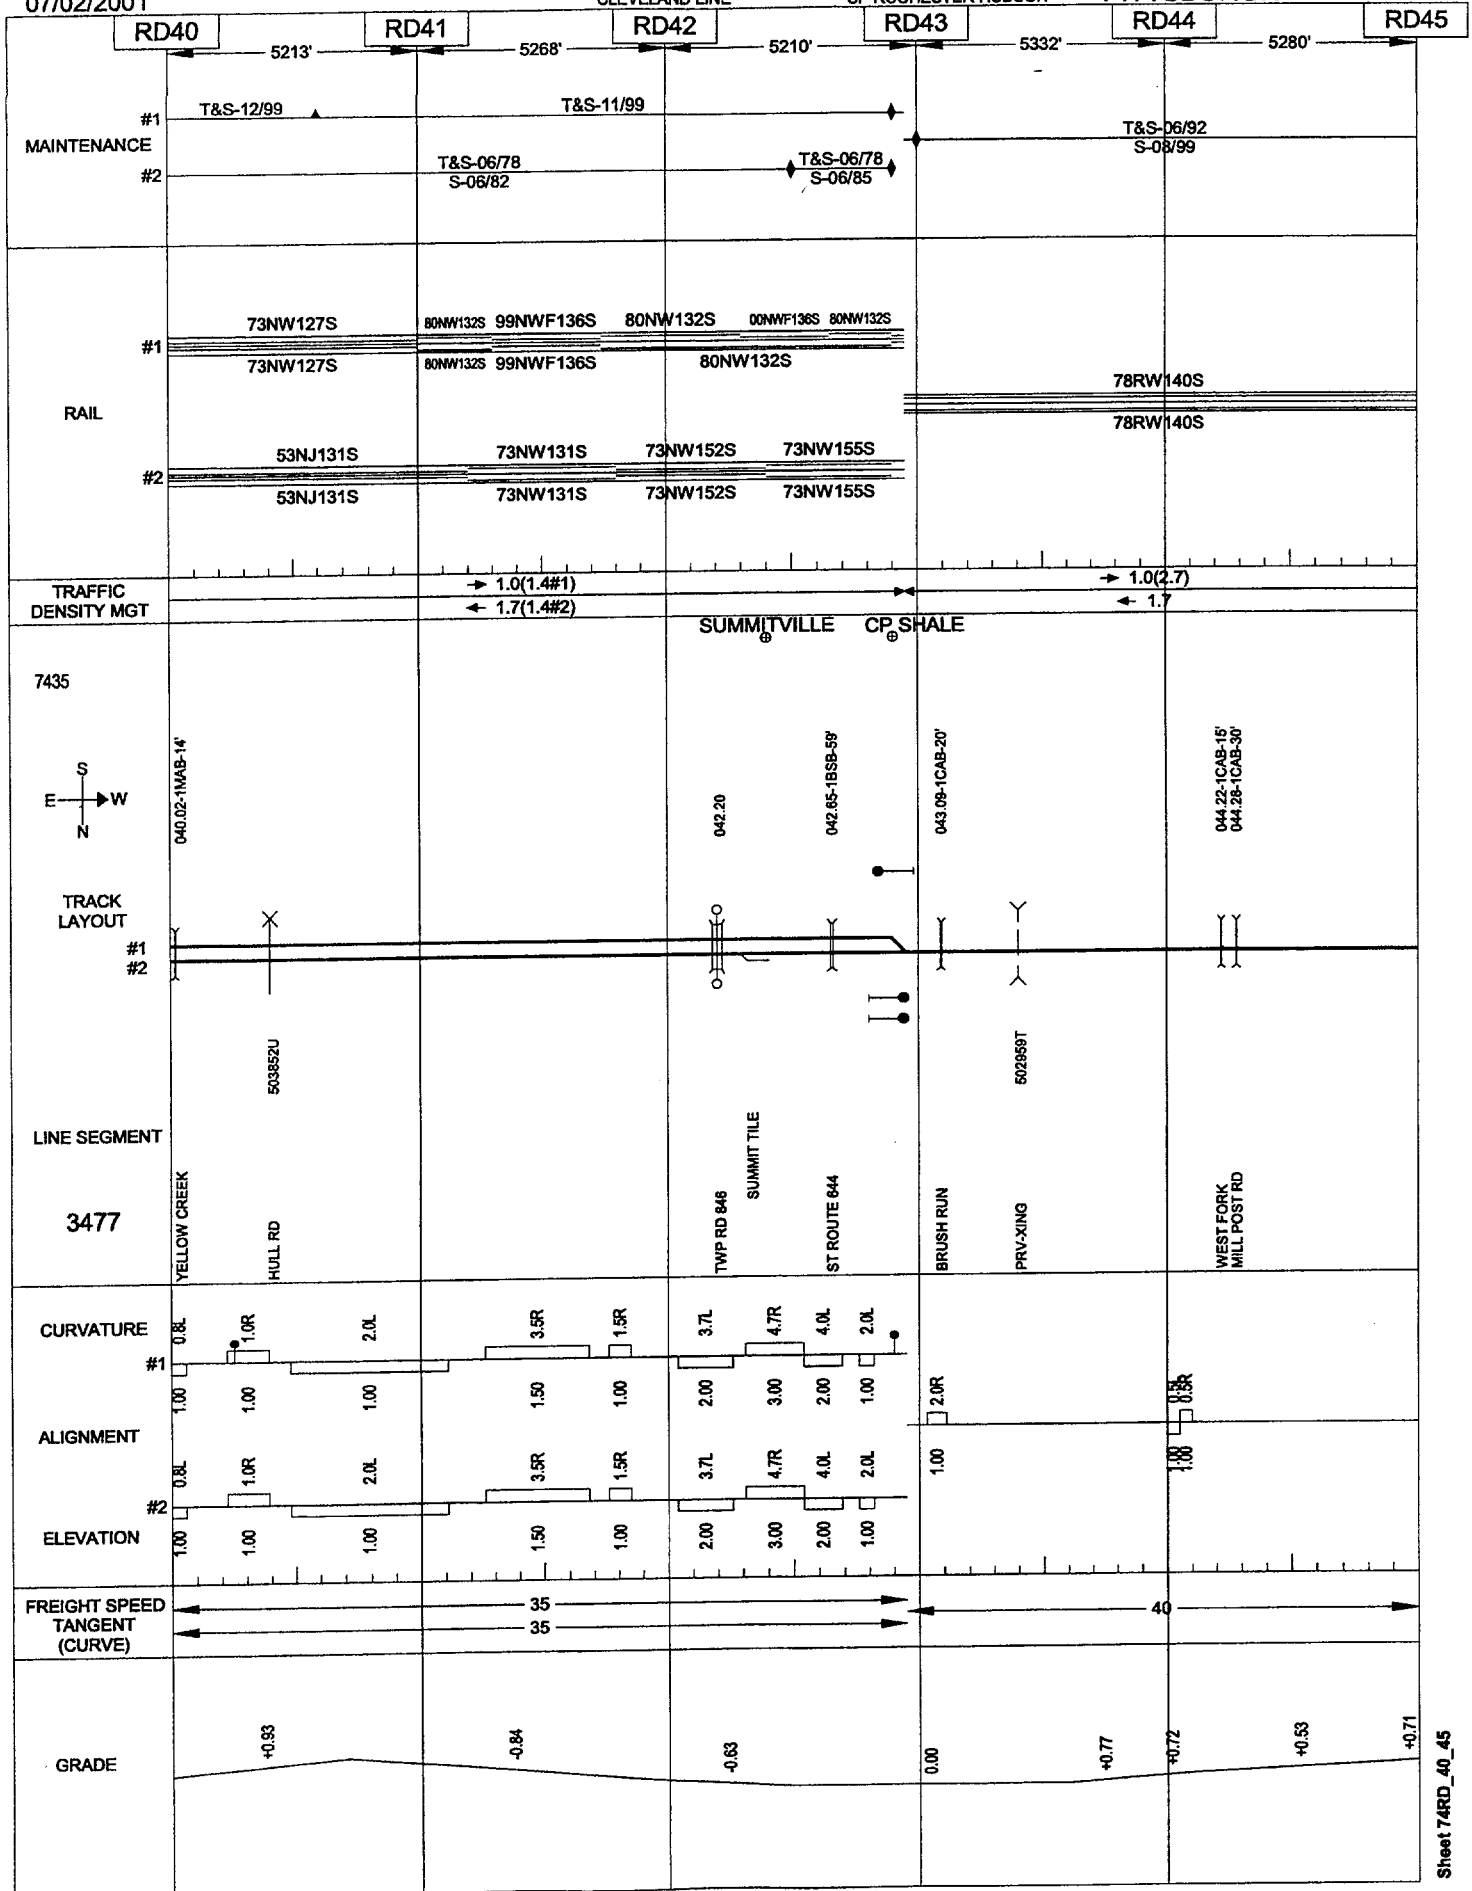 07/02/2001
RD40 RD41 RD42 RD43 RD44 RD45
5213' 5268' 5210' 5332' 5280'
MAINTENANCE
#1 T&S-12/99 T&S-11/99
T&S-06/92
S-08/99
#2 T&S-06/78 T&S-06/78
S-06/82 S-06/85
RAIL
73NW127S 80NW132S 99NWF136S 80NW132S 00NWF136S 80NW132S
#1
73NW127S 80NW132S 99NWF136S 80NW132S
78RW140S
78RW140S
53NJ131S 73NW131S 73NW152S 73NW155S
#2
53NJ131S 73NW131S 73NW152S 73NW155S
TRAFFIC
DENSITY MGT
1.0(1.4#1) 1.0(2.7)
1.7(1.4#2) 1.7
SUMMITVILLE CP SHALE
7435
S
E W
N
040.02-1MAB-14'
042.20
042.65-1BSB-59'
043.09-1CAB-20'
044.22-1CAB-15'
044.28-1CAB-30'
TRACK
LAYOUT
#1
#2
503852U
502959T
LINE SEGMENT
3477
YELLOW CREEK
HULL RD
TWP RD 846
SUMMIT TILE
ST ROUTE 644
BRUSH RUN
PRV-XING
WEST FORK
MILL POST RD
CURVATURE
0.8L 1.0R 2.0L 3.5R 1.5R 3.7L 4.7R 4.0L 2.0L
#1
1.00 1.00 1.00 1.50 1.00 2.00 3.00 2.00 1.00
2.0R 0.5L 0.5R
ALIGNMENT
1.00 1.00 1.00
0.8L 1.0R 2.0L 3.5R 1.5R 3.7L 4.7R 4.0L 2.0L
#2
ELEVATION
1.00 1.00 1.00 1.50 1.00 2.00 3.00 2.00 1.00
FREIGHT SPEED
TANGENT
(CURVE)
35 40
35
GRADE
+0.93 -0.84 -0.63 0.00 +0.77 +0.72 +0.53 +0.71
Sheet 74RD_40_45